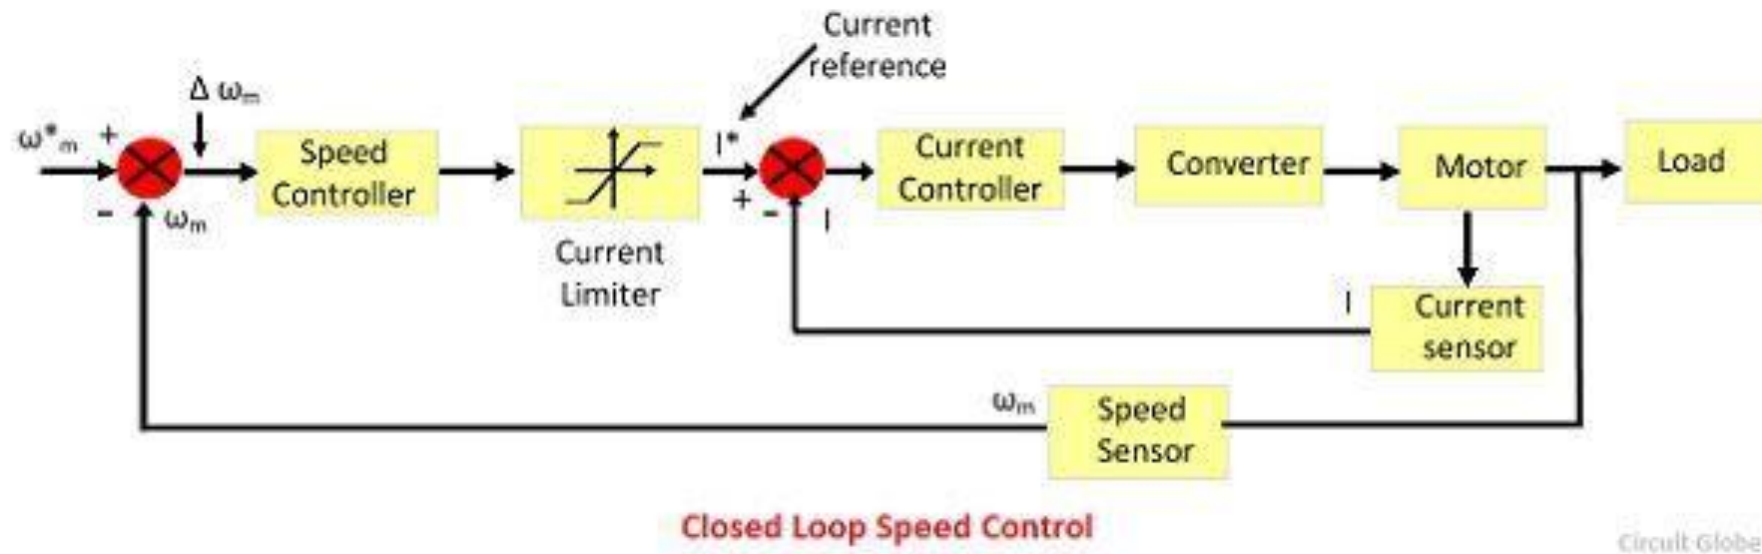 Current
reference
Δ ωₘ
ω*ₘ
+
-
ωₘ
Speed
Controller
Current
Limiter
I*
+
-
I
Current
Controller
Converter
Motor
Load
I
Current
sensor
ωₘ
Speed
Sensor
Closed Loop Speed Control
Circuit Globe